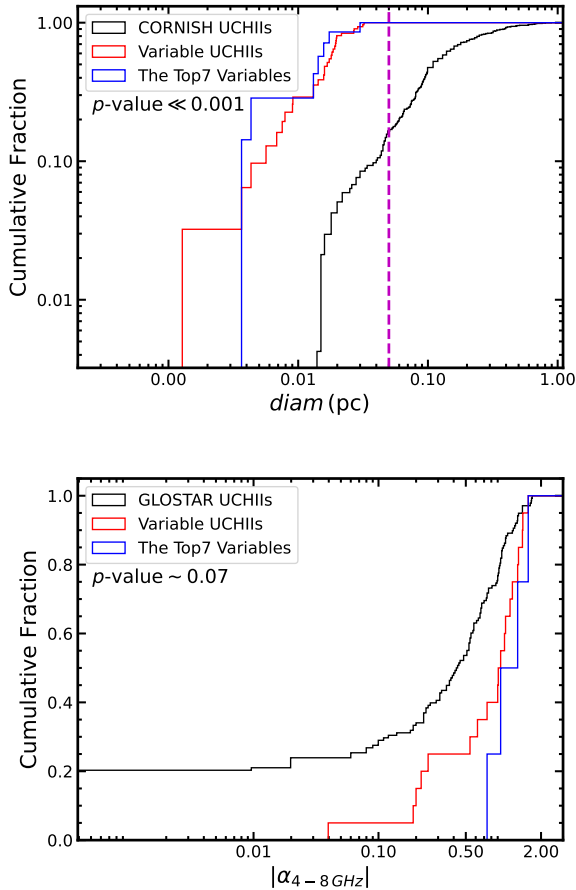 1.00
0.10
0.01
Cumulative Fraction
CORNISH UCHIIs
Variable UCHIIs
The Top7 Variables
p-value ≪ 0.001
0.00 0.01 0.10 1.00
diam (pc)
1.0
0.8
0.6
0.4
0.2
0.0
Cumulative Fraction
GLOSTAR UCHIIs
Variable UCHIIs
The Top7 Variables
p-value ~ 0.07
0.01 0.10 0.50 2.00
|α4 − 8 GHz|